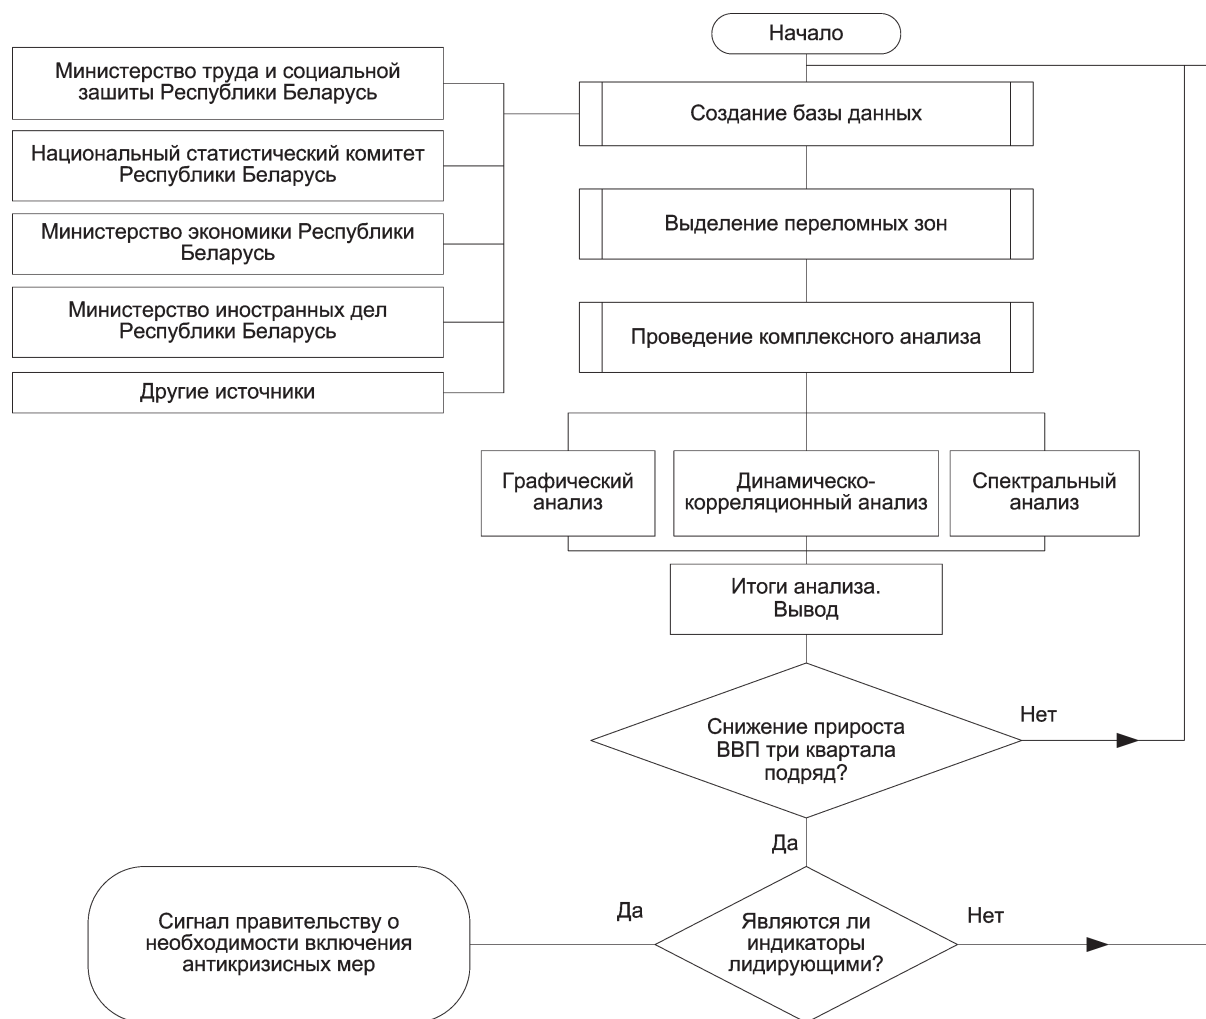 Начало
Министерство труда и социальной
зашиты Республики Беларусь
Национальный статистический комитет
Республики Беларусь
Министерство экономики Республики
Беларусь
Министерство иностранных дел
Республики Беларусь
Другие источники
Создание базы данных
Выделение переломных зон
Проведение комплексного анализа
Графический
анализ
Динамическо-
корреляционный анализ
Спектральный
анализ
Итоги анализа.
Вывод
Снижение прироста
ВВП три квартала
подряд?
Нет
Да
Являются ли
индикаторы
лидирующими?
Нет
Да
Сигнал правительству о
необходимости включения
антикризисных мер